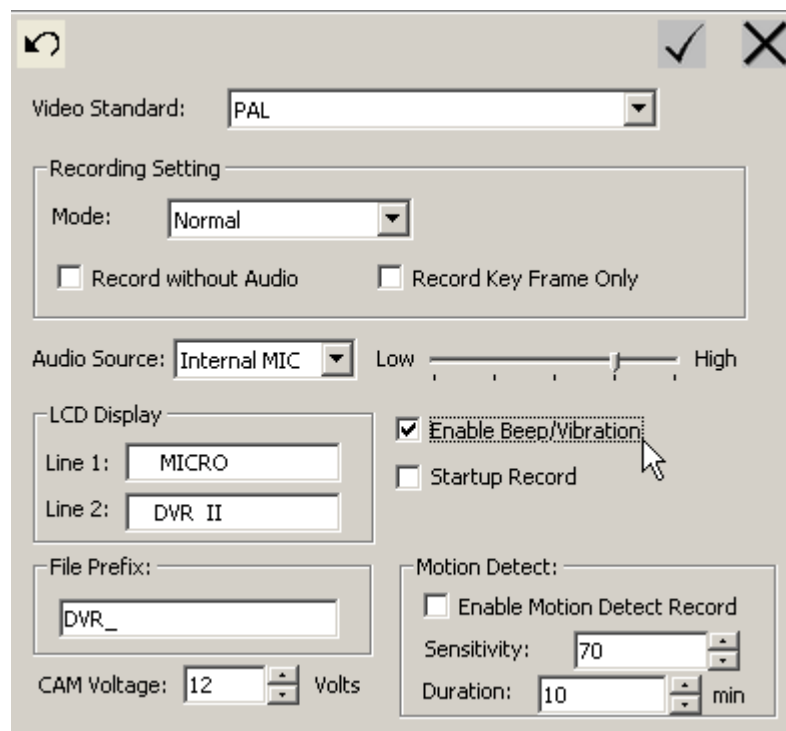 Video Standard: PAL
Recording Setting
Mode: Normal
Record without Audio Record Key Frame Only
Audio Source: Internal MIC Low High
LCD Display
Line 1: MICRO
Line 2: DVR II
Enable Beep/Vibration
Startup Record
File Prefix:
DVR_
CAM Voltage: 12 Volts
Motion Detect:
Enable Motion Detect Record
Sensitivity: 70
Duration: 10 min